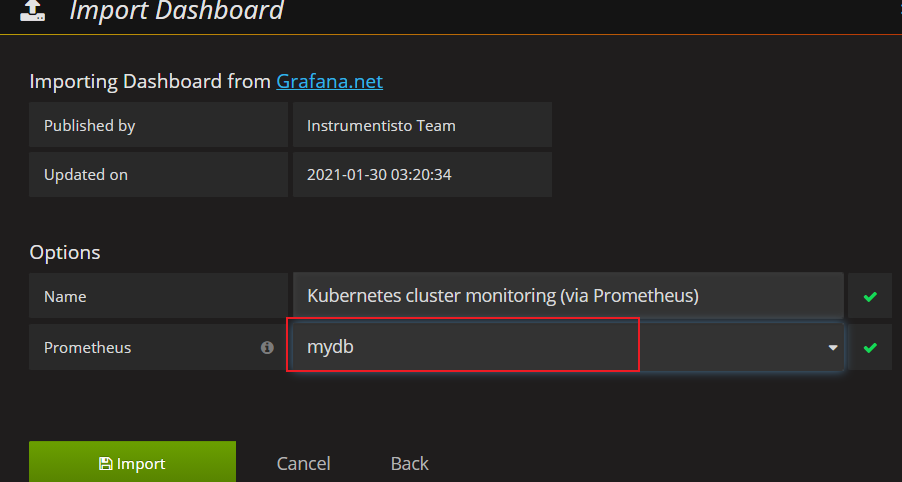 Import Dashboard
Importing Dashboard from Grafana.net
Published by Instrumentisto Team
Updated on 2021-01-30 03:20:34
Options
Name Kubernetes cluster monitoring (via Prometheus)
Prometheus mydb
Import Cancel Back